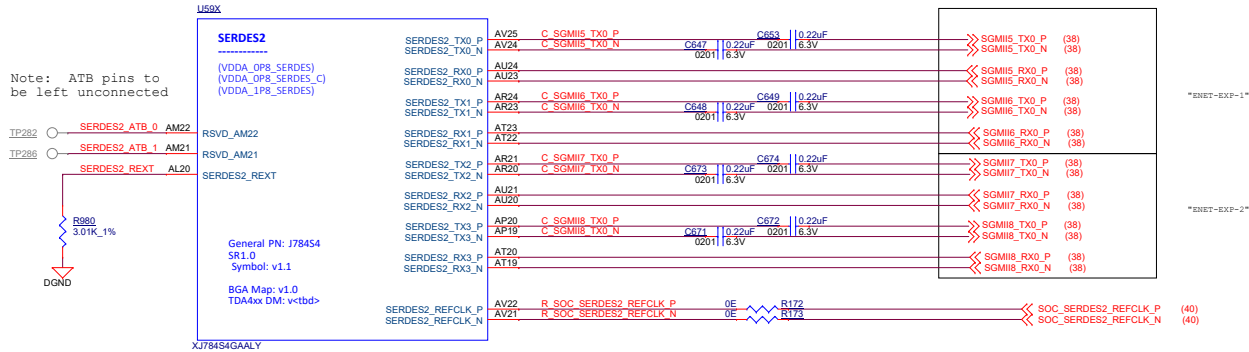 U59X
SERDES2
------------
(VDDA_0P8_SERDES)
(VDDA_0P8_SERDES_C)
(VDDA_1P8_SERDES)
Note: ATB pins to
be left unconnected
TP282 SERDES2_ATB_0 AM22 RSVD_AM22
TP286 SERDES2_ATB_1 AM21 RSVD_AM21
SERDES2_REXT AL20 SERDES2_REXT
R980
3.01K_1%
DGND
General PN: J784S4
SR1.0
Symbol: v1.1
BGA Map: v1.0
TDA4xx DM: v<tbd>
XJ784S4GAALY
SERDES2_TX0_P AV25 C_SGMII5_TX0_P C653 0.22uF 0201 6.3V SGMII5_TX0_P (38)
SERDES2_TX0_N AV24 C_SGMII5_TX0_N C647 0.22uF 0201 6.3V SGMII5_TX0_N (38)
SERDES2_RX0_P AU24 SGMII5_RX0_P (38)
SERDES2_RX0_N AU23 SGMII5_RX0_N (38)
SERDES2_TX1_P AR24 C_SGMII6_TX0_P C649 0.22uF 0201 6.3V SGMII6_TX0_P (38)
SERDES2_TX1_N AR23 C_SGMII6_TX0_N C648 0.22uF 0201 6.3V SGMII6_TX0_N (38)
"ENET-EXP-1"
SERDES2_RX1_P AT23 SGMII6_RX0_P (38)
SERDES2_RX1_N AT22 SGMII6_RX0_N (38)
SERDES2_TX2_P AR21 C_SGMII7_TX0_P C674 0.22uF 0201 6.3V SGMII7_TX0_P (38)
SERDES2_TX2_N AR20 C_SGMII7_TX0_N C673 0.22uF 0201 6.3V SGMII7_TX0_N (38)
SERDES2_RX2_P AU21 SGMII7_RX0_P (38)
SERDES2_RX2_N AU20 SGMII7_RX0_N (38)
"ENET-EXP-2"
SERDES2_TX3_P AP20 C_SGMII8_TX0_P C672 0.22uF 0201 6.3V SGMII8_TX0_P (38)
SERDES2_TX3_N AP19 C_SGMII8_TX0_N C671 0.22uF 0201 6.3V SGMII8_TX0_N (38)
SERDES2_RX3_P AT20 SGMII8_RX0_P (38)
SERDES2_RX3_N AT19 SGMII8_RX0_N (38)
SERDES2_REFCLK_P AV22 R_SOC_SERDES2_REFCLK_P 0E R172 SOC_SERDES2_REFCLK_P (40)
SERDES2_REFCLK_N AV21 R_SOC_SERDES2_REFCLK_N 0E R173 SOC_SERDES2_REFCLK_N (40)